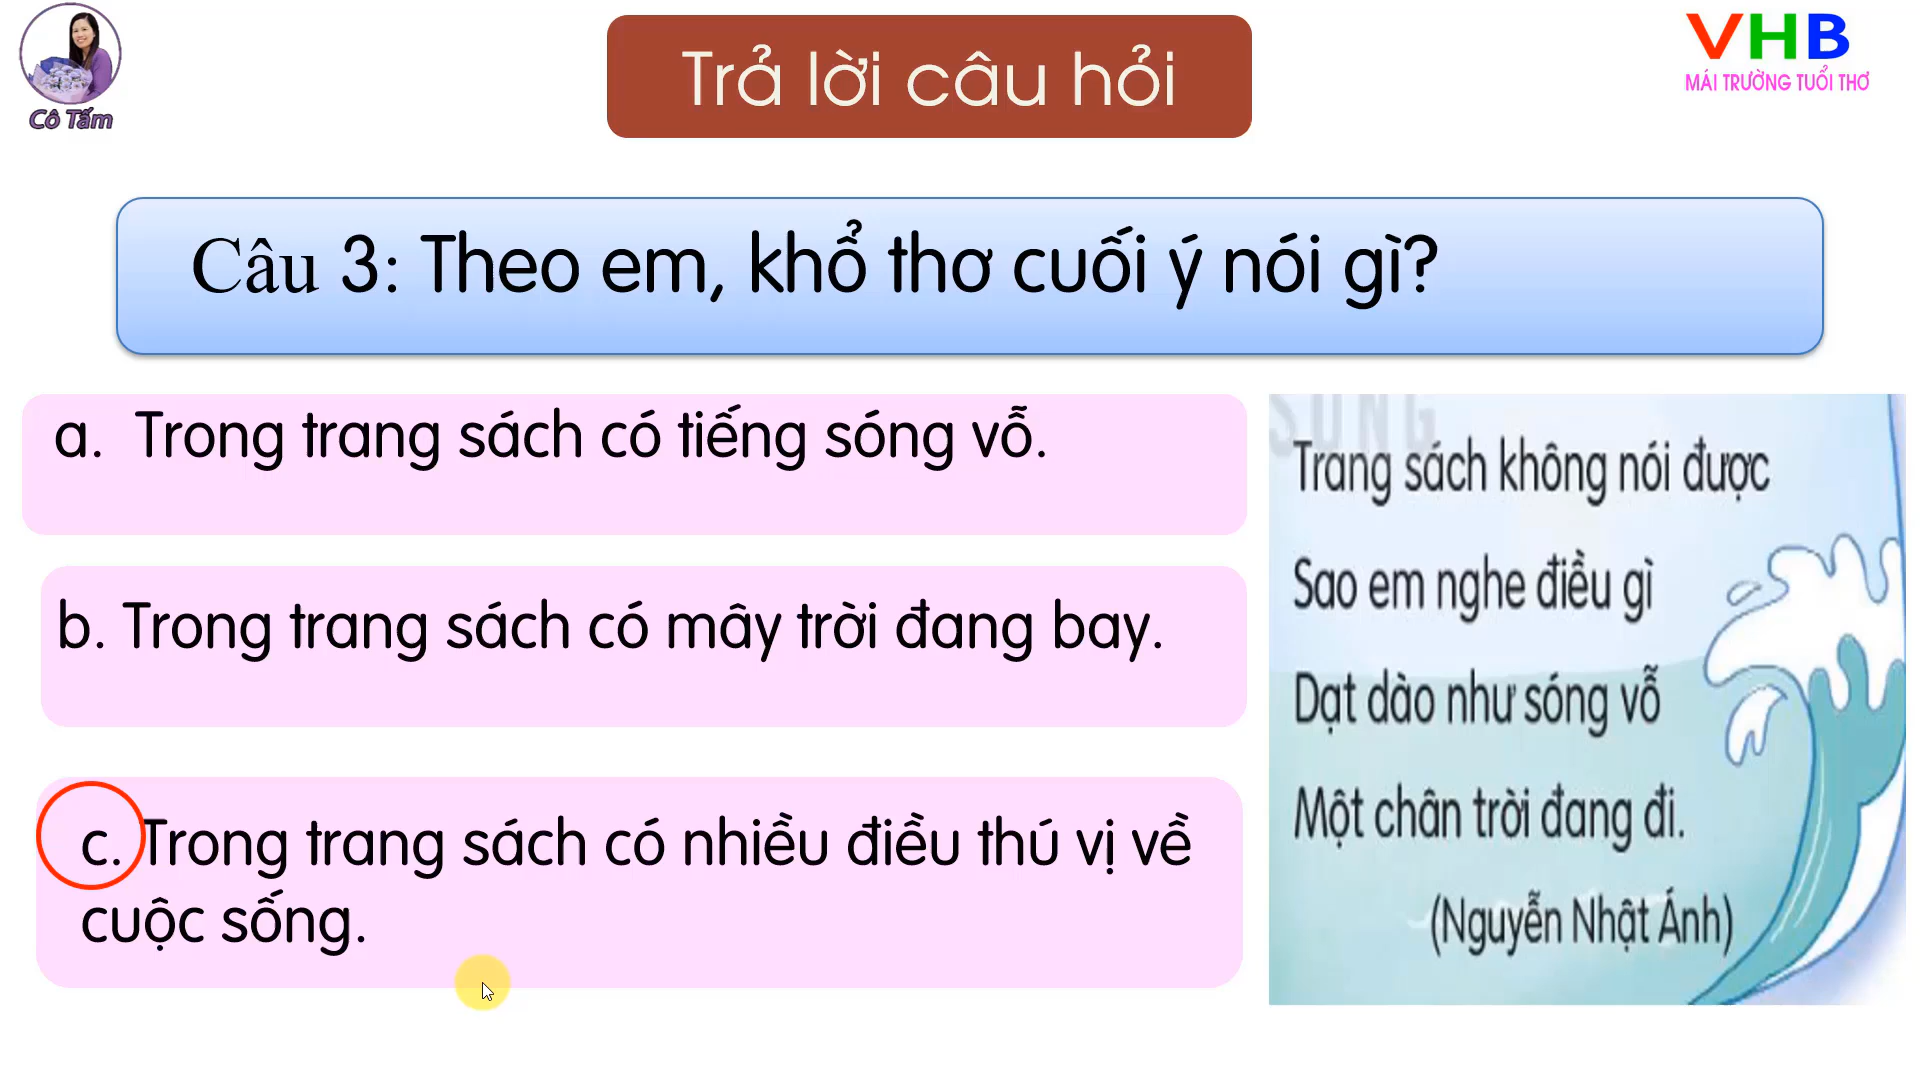 Cô Tấm
Trả lời câu hỏi
VHB
MÁI TRƯỜNG TUỔI THƠ
Câu 3: Theo em, khổ thơ cuối ý nói gì?
a. Trong trang sách có tiếng sóng vỗ.
b. Trong trang sách có mây trời đang bay.
c. Trong trang sách có nhiều điều thú vị về
cuộc sống.
SÓNG
Trang sách không nói được
Sao em nghe điều gì
Dạt dào như sóng vỗ
Một chân trời đang đi.
(Nguyễn Nhật Ánh)